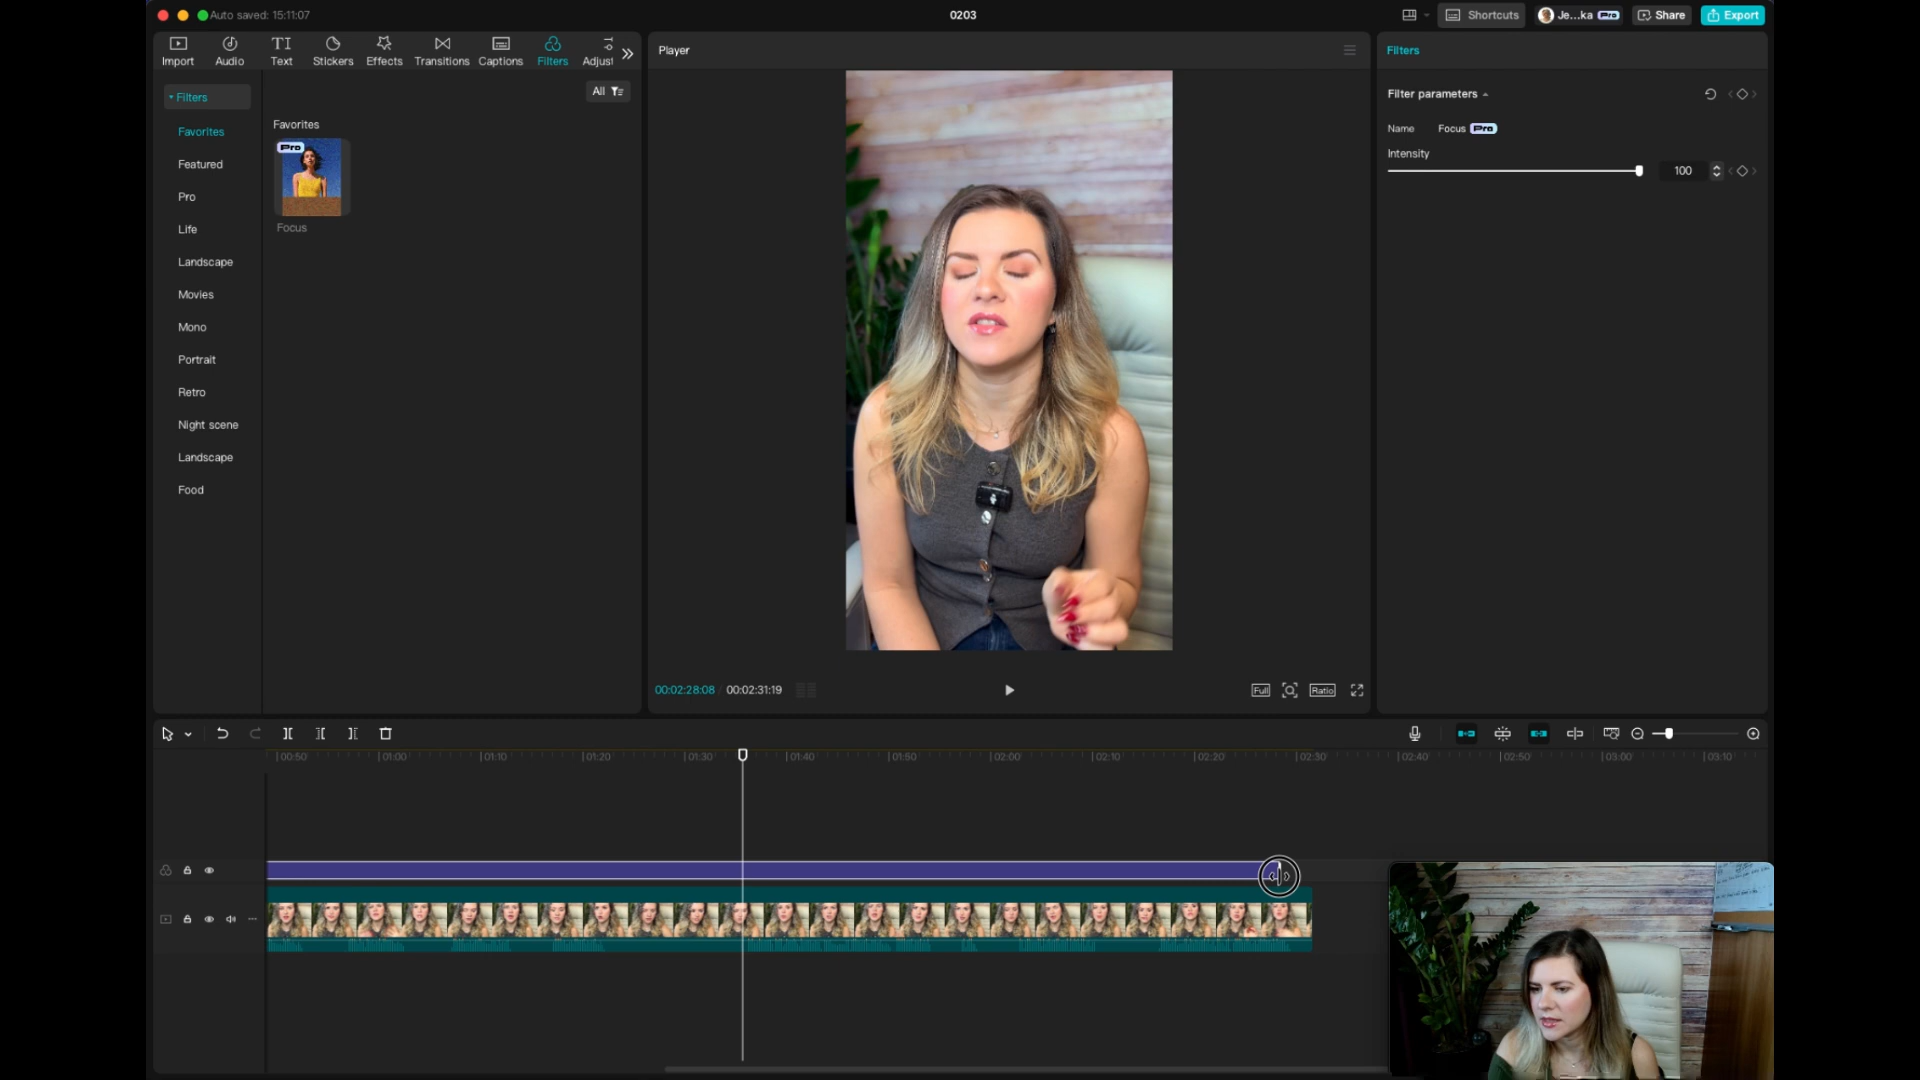 Auto saved: 15:11:07
0203
Shortcuts
Je...ka Pro
Share
Export
Import
Audio
Text
Stickers
Effects
Transitions
Captions
Filters
Adjust
Filters
Favorites
Featured
Pro
Life
Landscape
Movies
Mono
Portrait
Retro
Night scene
Landscape
Food
All
Favorites
Pro
Focus
Player
00:02:28:08
00:02:31:19
Full
Ratio
Filters
Filter parameters
Name Focus Pro
Intensity
100
00:50 01:00 01:10 01:20 01:30 01:40 01:50 02:00 02:10 02:20 02:30 02:40 02:50 03:00 03:10